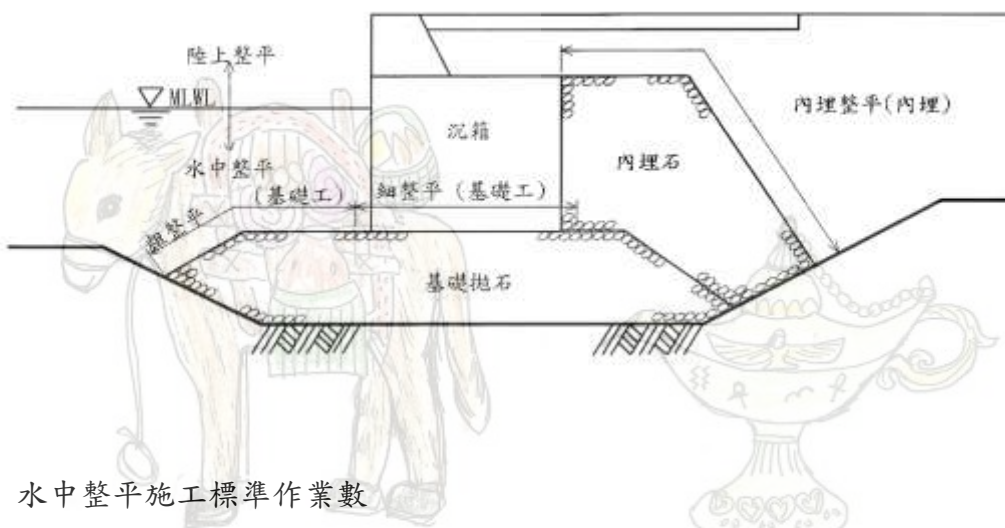 陸上整平
MLWL
水中整平
(基礎工)
粗整平
細整平 (基礎工)
沉箱
內埋石
內埋整平(內埋)
基礎拋石
水中整平施工標準作業數